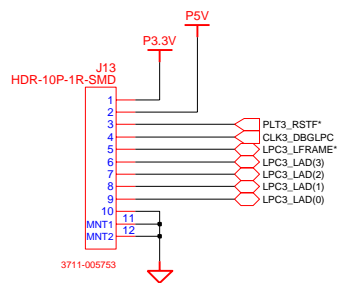 P5V
P3.3V
J13
HDR-10P-1R-SMD
1
2
3 PLT3_RSTF*
4 CLK3_DBGLPC
5 LPC3_LFRAME*
6 LPC3_LAD(3)
7 LPC3_LAD(2)
8 LPC3_LAD(1)
9 LPC3_LAD(0)
10
MNT1 11
MNT2 12
3711-005753